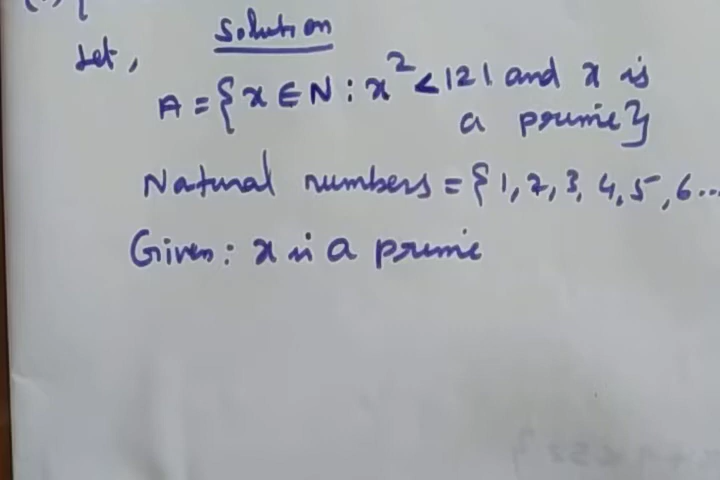 Solution
Let,
A = {x ∈ N : x² < 121 and x is
a prime}
Natural numbers = {1, 2, 3, 4, 5, 6...
Given: x is a prime